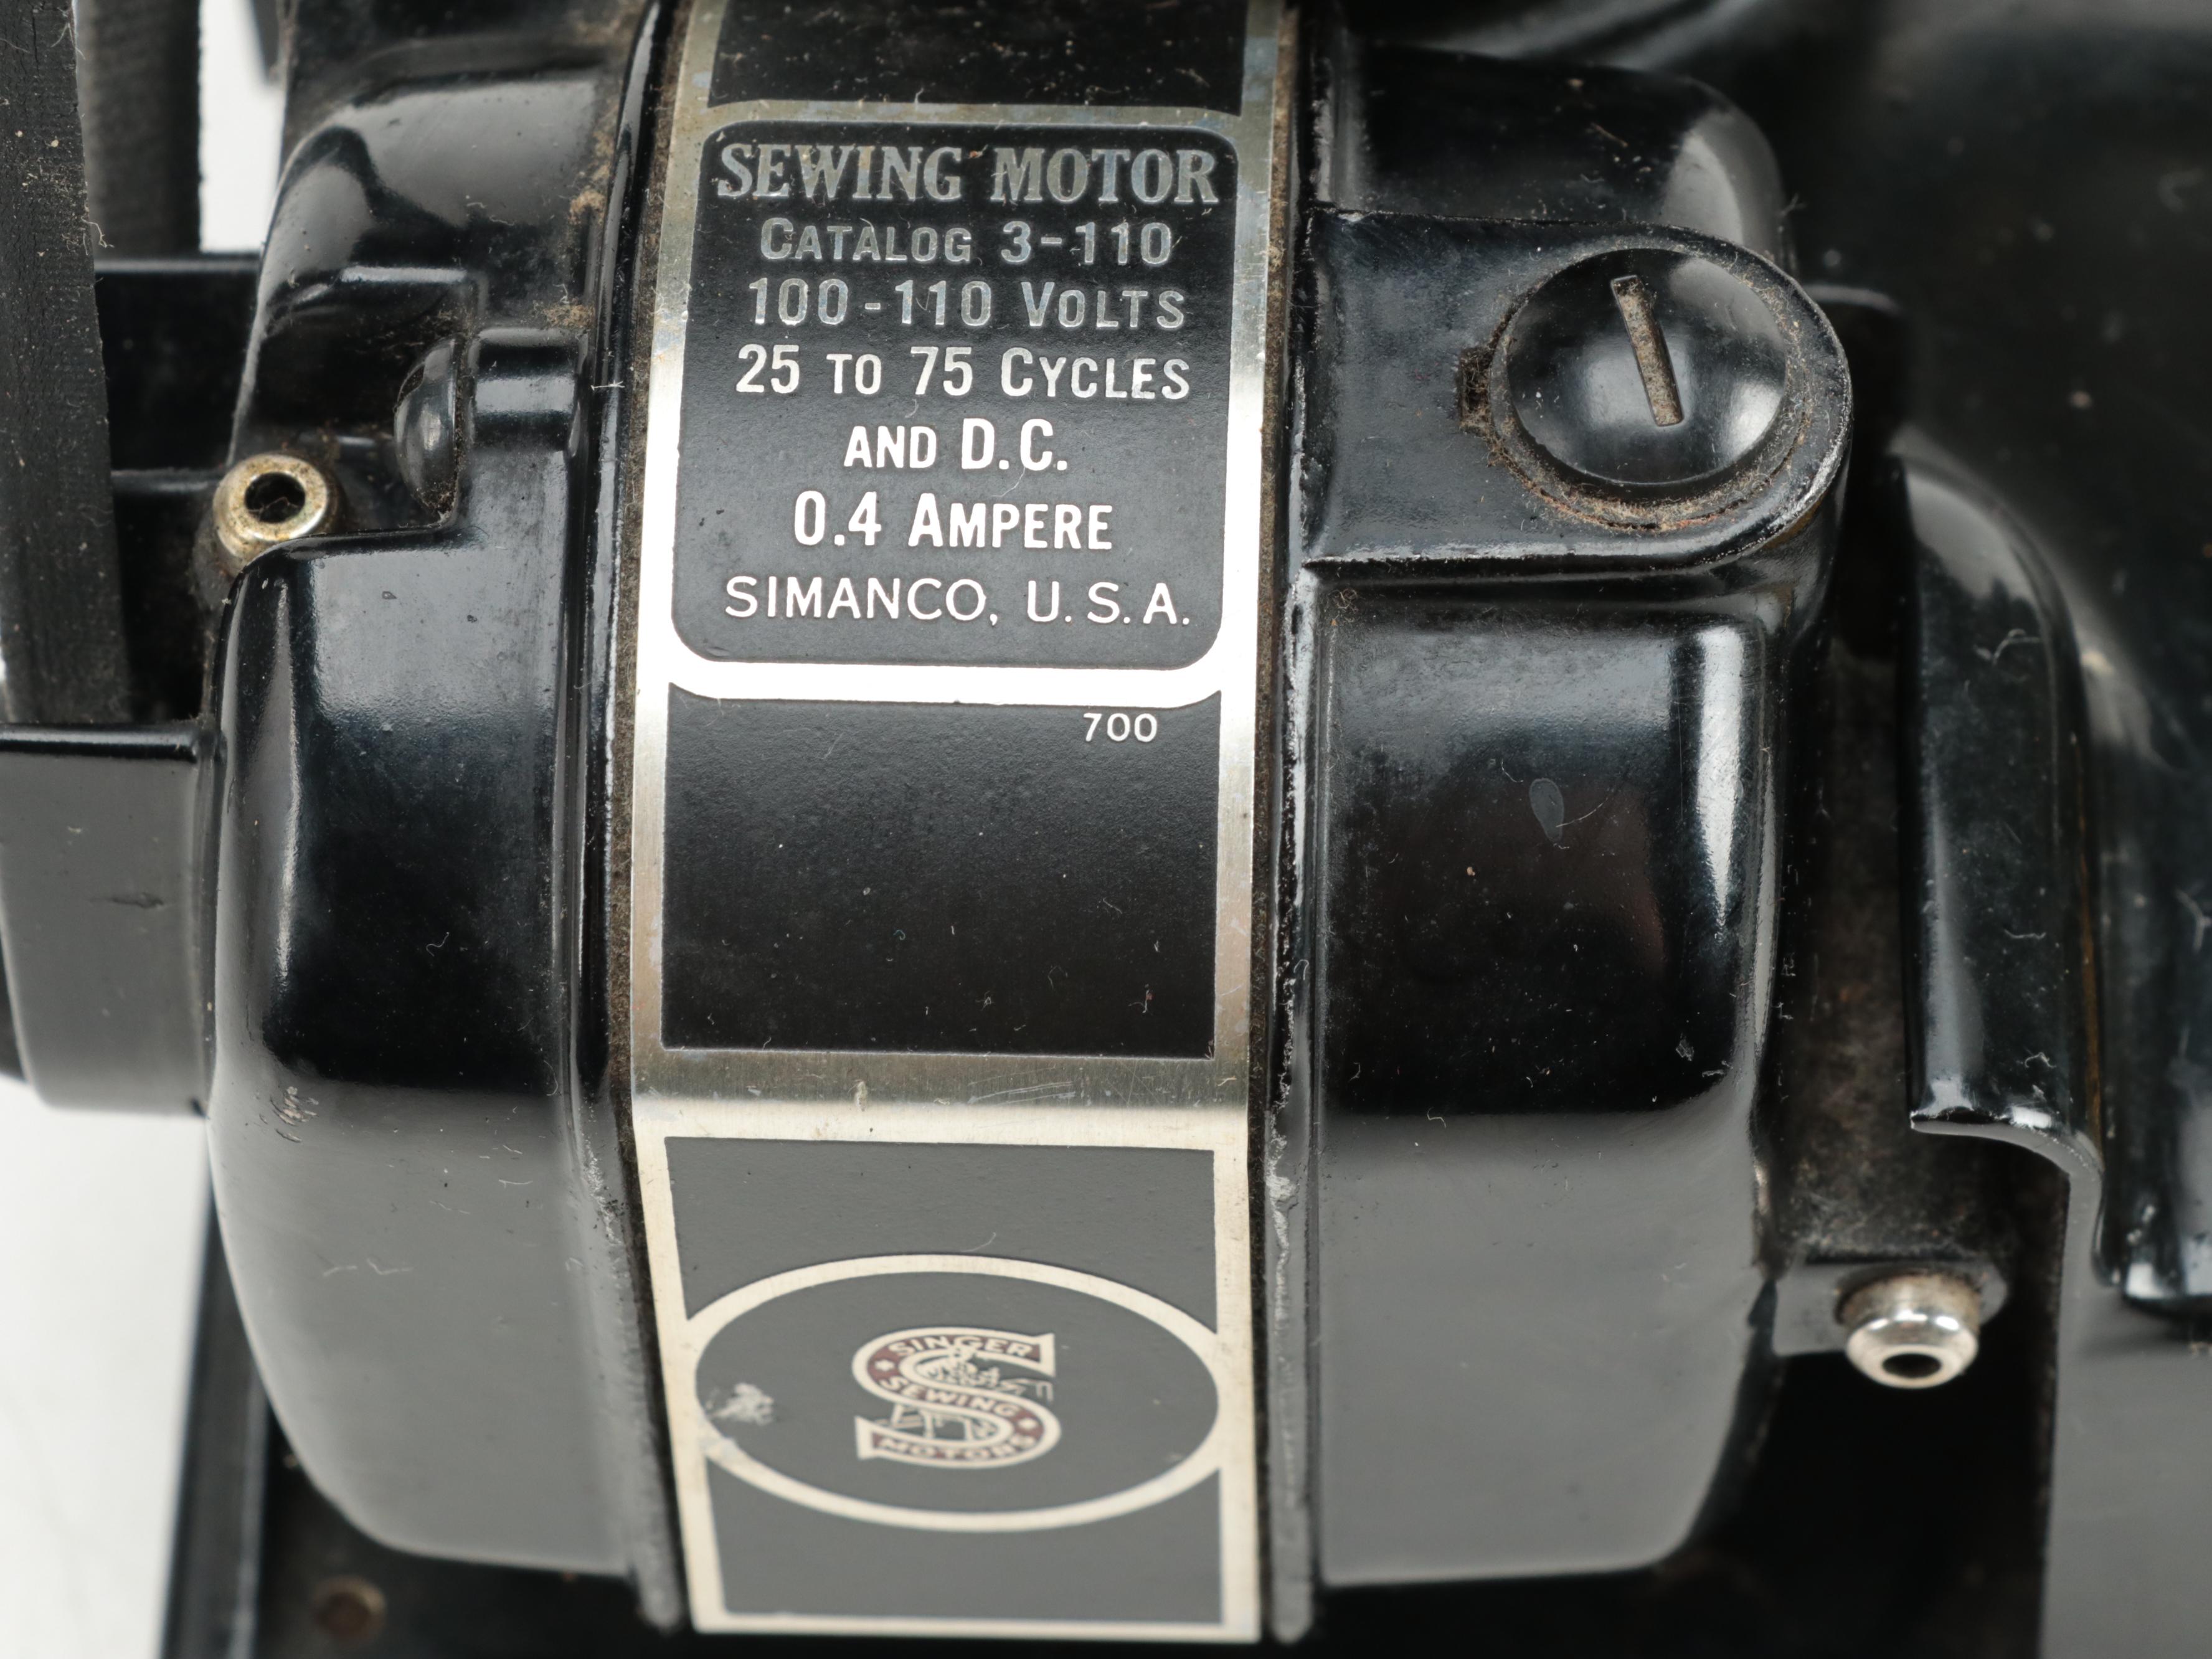 SEWING MOTOR
CATALOG 3-110
100-110 VOLTS
25 TO 75 CYCLES
AND D.C.
0.4 AMPERE
SIMANCO, U.S.A.
700
SINGER
SEWING
MOTORS